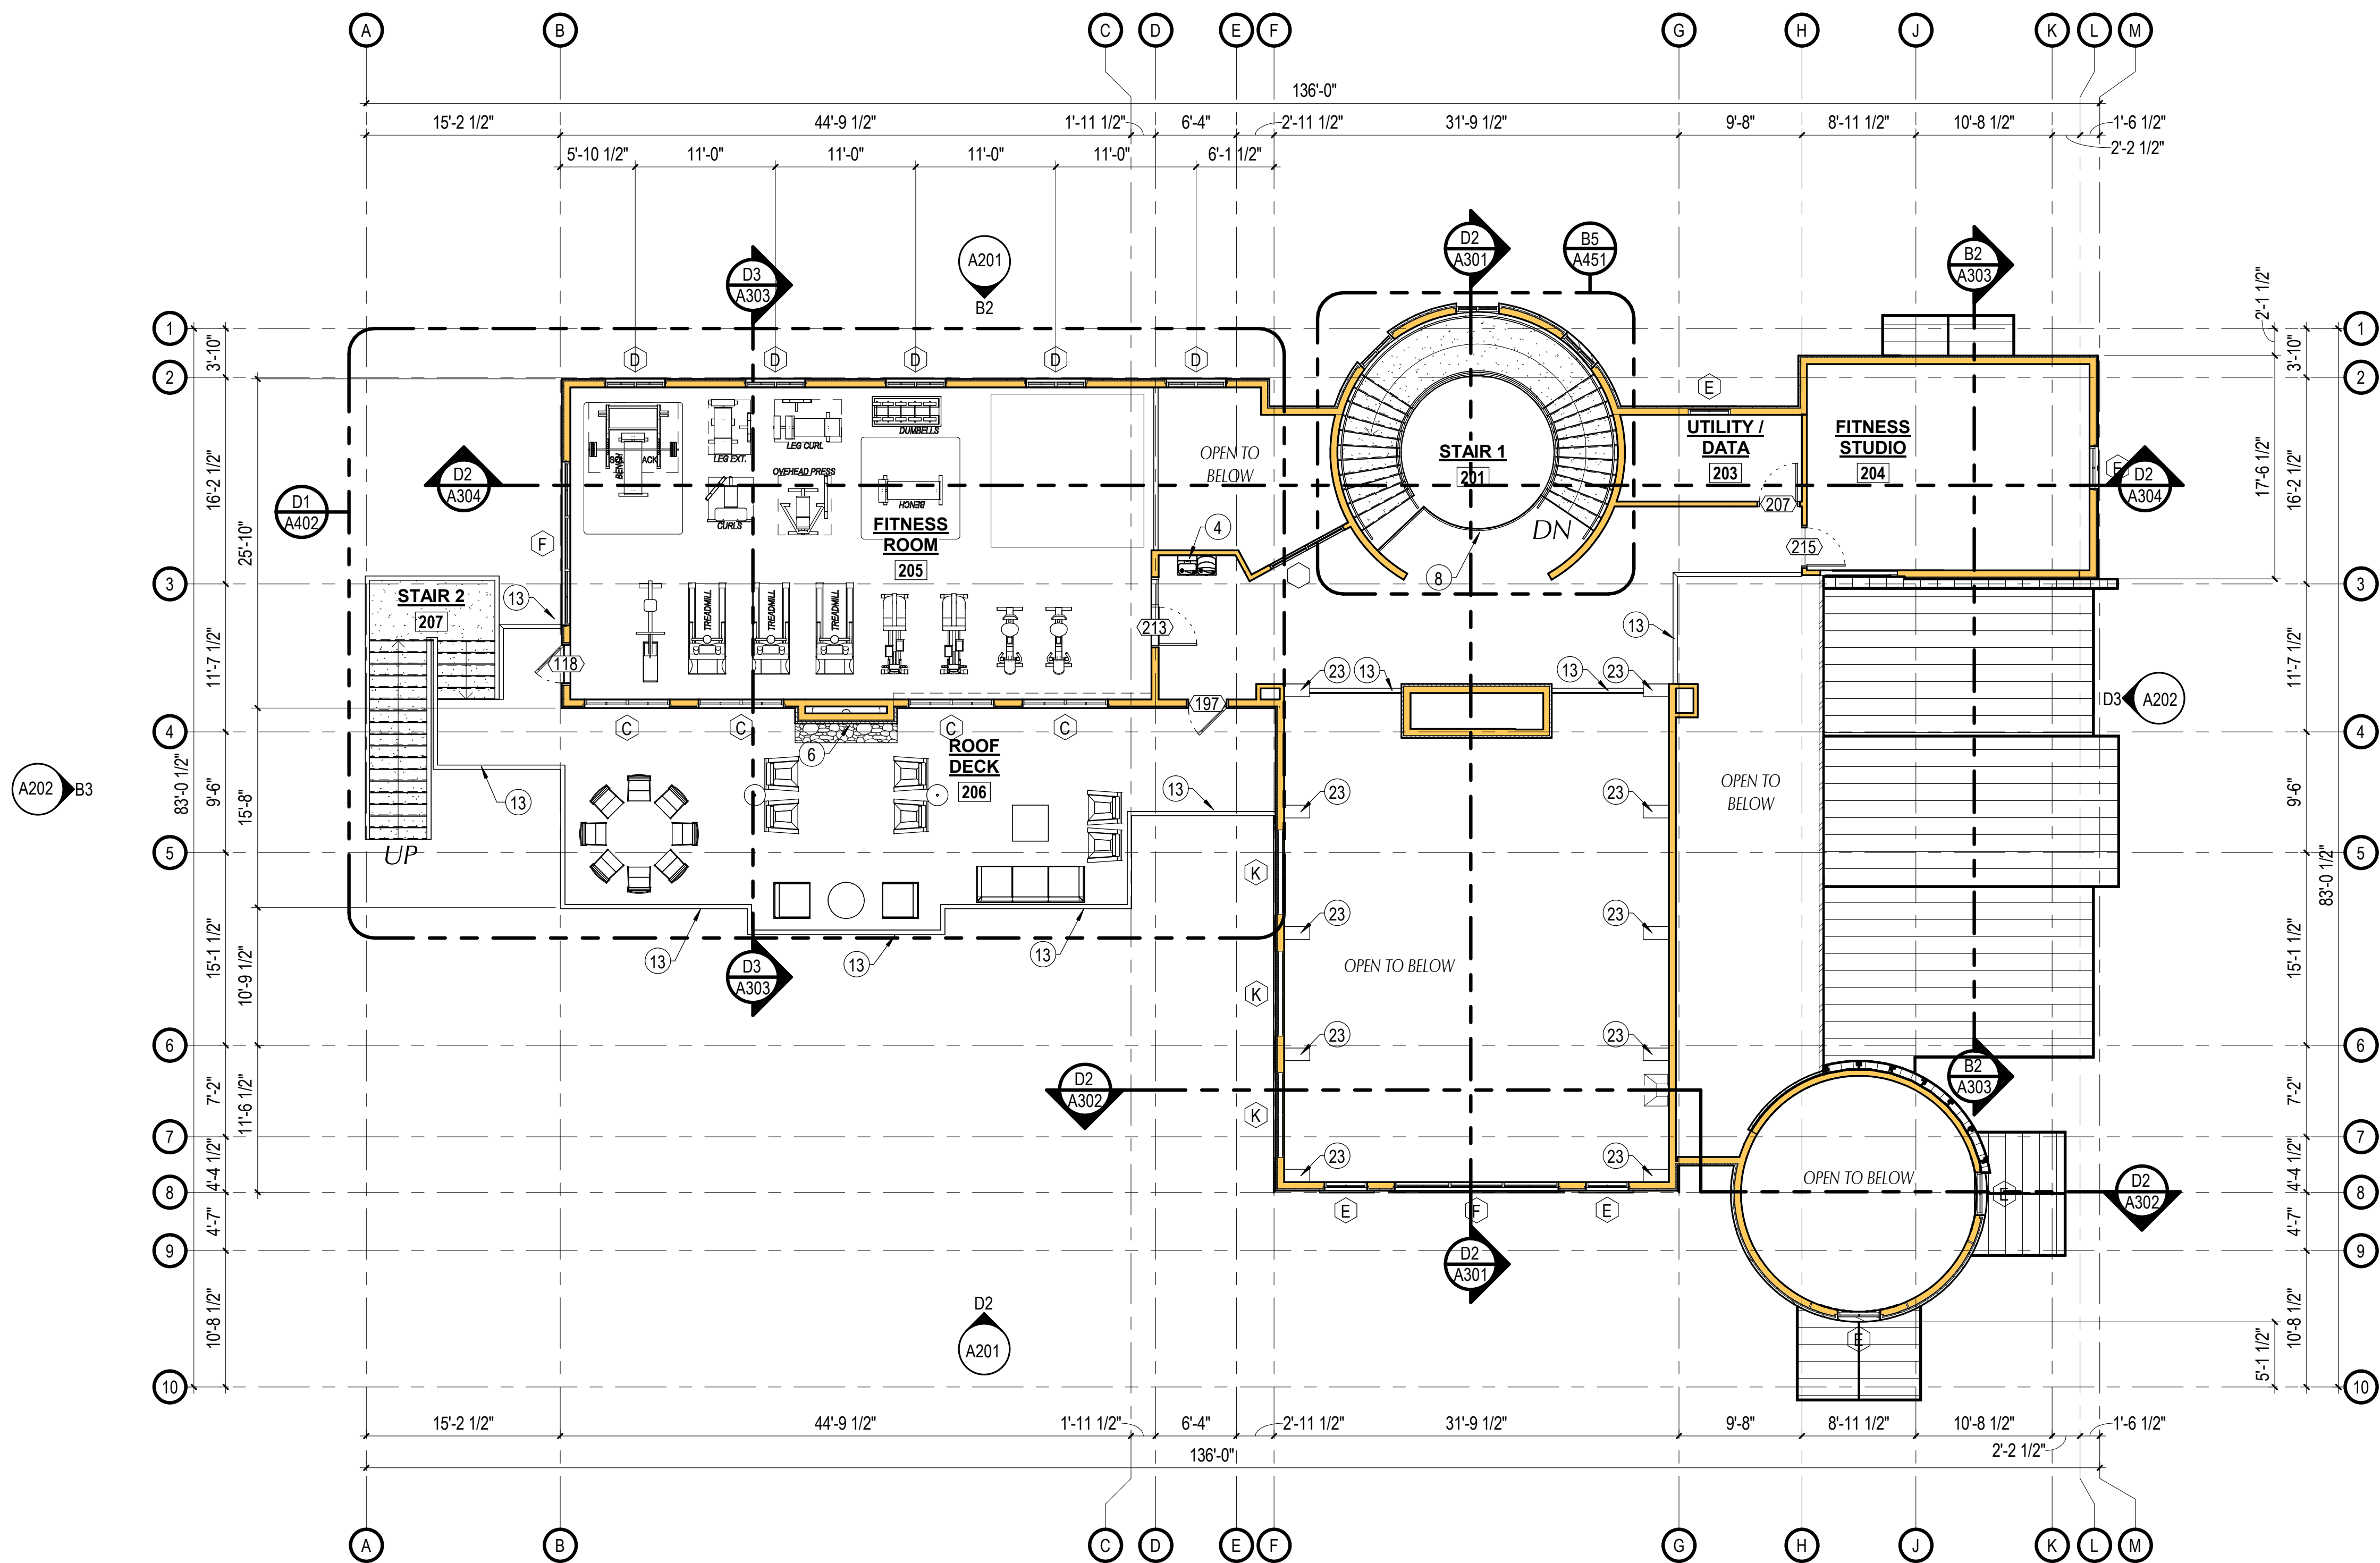 A B C D E F G H J K L M
136'-0"
15'-2 1/2" 44'-9 1/2" 1'-11 1/2" 6'-4" 2'-11 1/2" 31'-9 1/2" 9'-8" 8'-11 1/2" 10'-8 1/2" 1'-6 1/2"
2'-2 1/2"
5'-10 1/2" 11'-0" 11'-0" 11'-0" 11'-0" 6'-1 1/2"
D3
A303
A201
B2
D2
A301
B5
A451
B2
A303
1
2
3
4
5
6
7
8
9
10
3'-10"
16'-2 1/2"
11'-7 1/2"
9'-6"
15'-1 1/2"
7'-2"
4'-4 1/2"
4'-7"
10'-8 1/2"
83'-0 1/2"
25'-10"
15'-8"
10'-9 1/2"
11'-6 1/2"
D D D D D
E
D1
A402
D2
A304
BENCH
LEG EXT.
LEG CURL
DUMBELLS
CURLS
OVEHEAD PRESS
BENCH
FITNESS
ROOM
205
OPEN TO
BELOW
STAIR 1
201
DN
UTILITY /
DATA
203
207
FITNESS
STUDIO
204
215
D2
A304
F
4
8
STAIR 2
207
13
118
TREADMILL
TREADMILL
TREADMILL
213
197
13
23 13 13 23
C C C C
6
ROOF
DECK
206
13
13
UP
A202 B3
D3 A202
23 23
OPEN TO
BELOW
K
23 23
OPEN TO BELOW
13 13 13
D3
A303
K
23 23
D2
A302
K
B2
A303
23 23
OPEN TO BELOW
E
D2
A302
E F E
D2
A301
E
D2
A201
1
2
3
4
5
6
7
8
9
10
2'-1 1/2"
3'-10"
17'-6 1/2"
16'-2 1/2"
11'-7 1/2"
9'-6"
15'-1 1/2"
7'-2"
4'-4 1/2"
4'-7"
10'-8 1/2"
5'-1 1/2"
83'-0 1/2"
15'-2 1/2" 44'-9 1/2" 1'-11 1/2" 6'-4" 2'-11 1/2" 31'-9 1/2" 9'-8" 8'-11 1/2" 10'-8 1/2" 1'-6 1/2"
2'-2 1/2"
136'-0"
A B C D E F G H J K L M